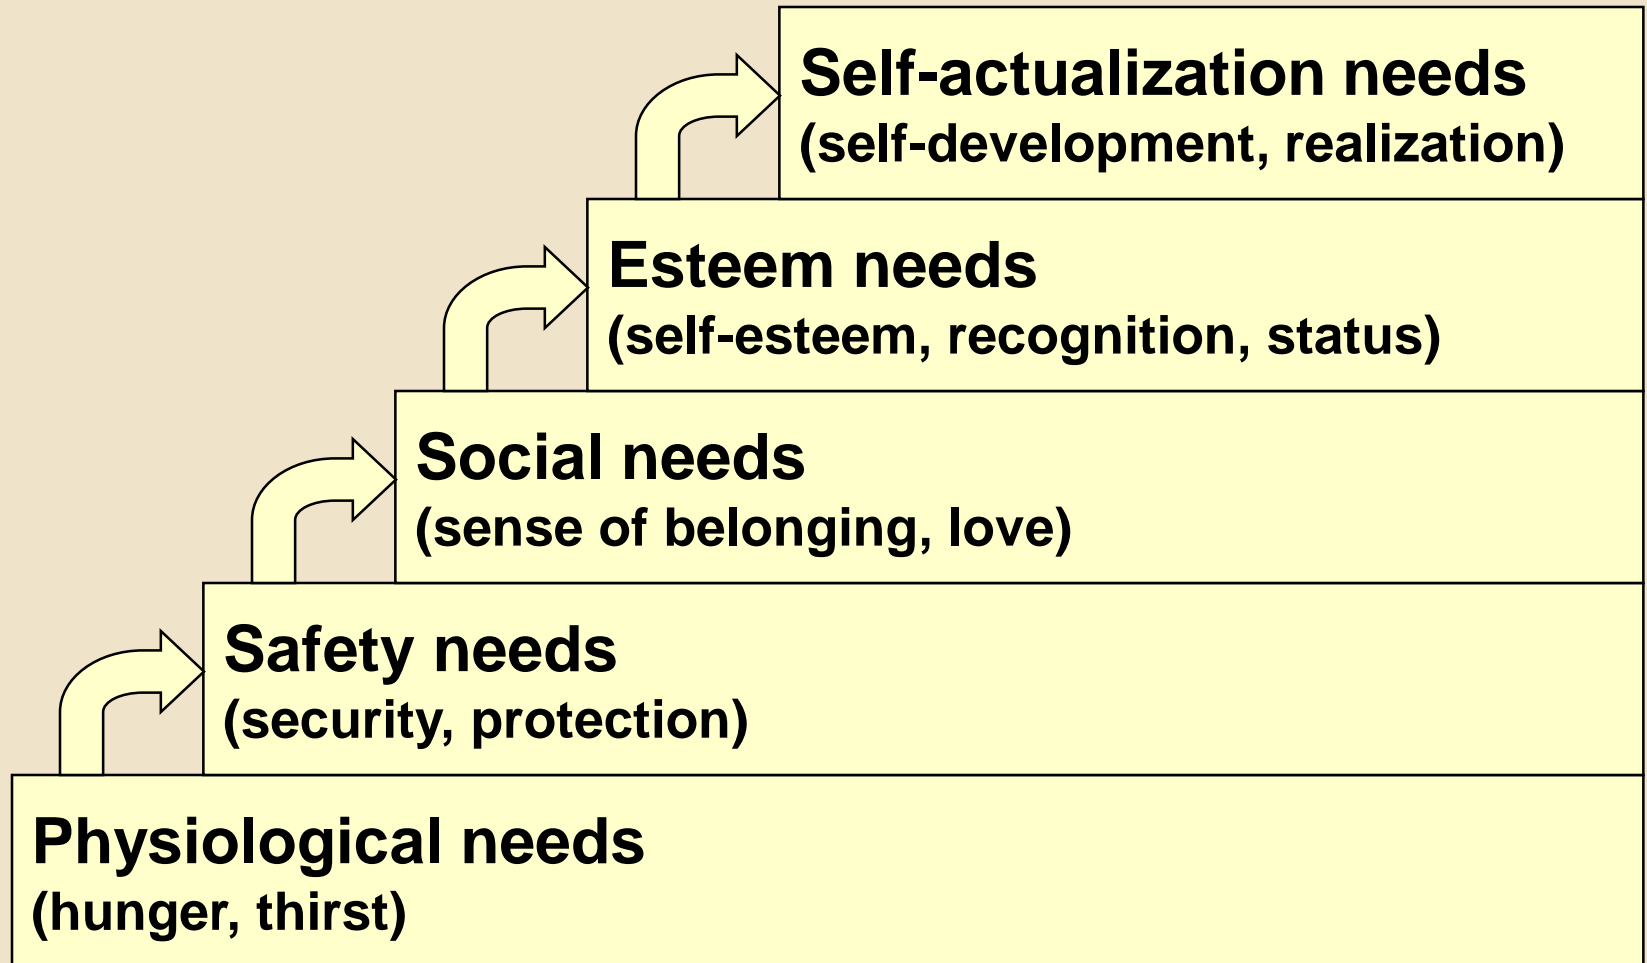 Self-actualization needs
(self-development, realization)
Esteem needs
(self-esteem, recognition, status)
Social needs
(sense of belonging, love)
Safety needs
(security, protection)
Physiological needs
(hunger, thirst)